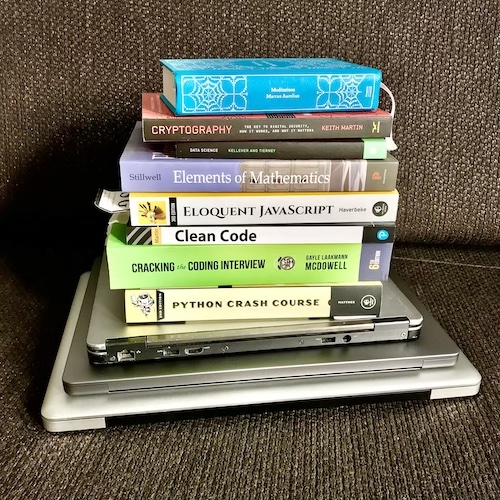 Meditations
Marcus Aurelius
CRYPTOGRAPHY
THE KEY TO DIGITAL SECURITY,
HOW IT WORKS, AND WHY IT MATTERS
KEITH MARTIN
DATA SCIENCE
KELLEHER AND TIERNEY
Stillwell
Elements of Mathematics
ELOQUENT JAVASCRIPT
Haverbeke
Clean Code
CRACKING the CODING INTERVIEW
GAYLE LAAKMANN
MCDOWELL
6th
PYTHON CRASH COURSE
MATTHES